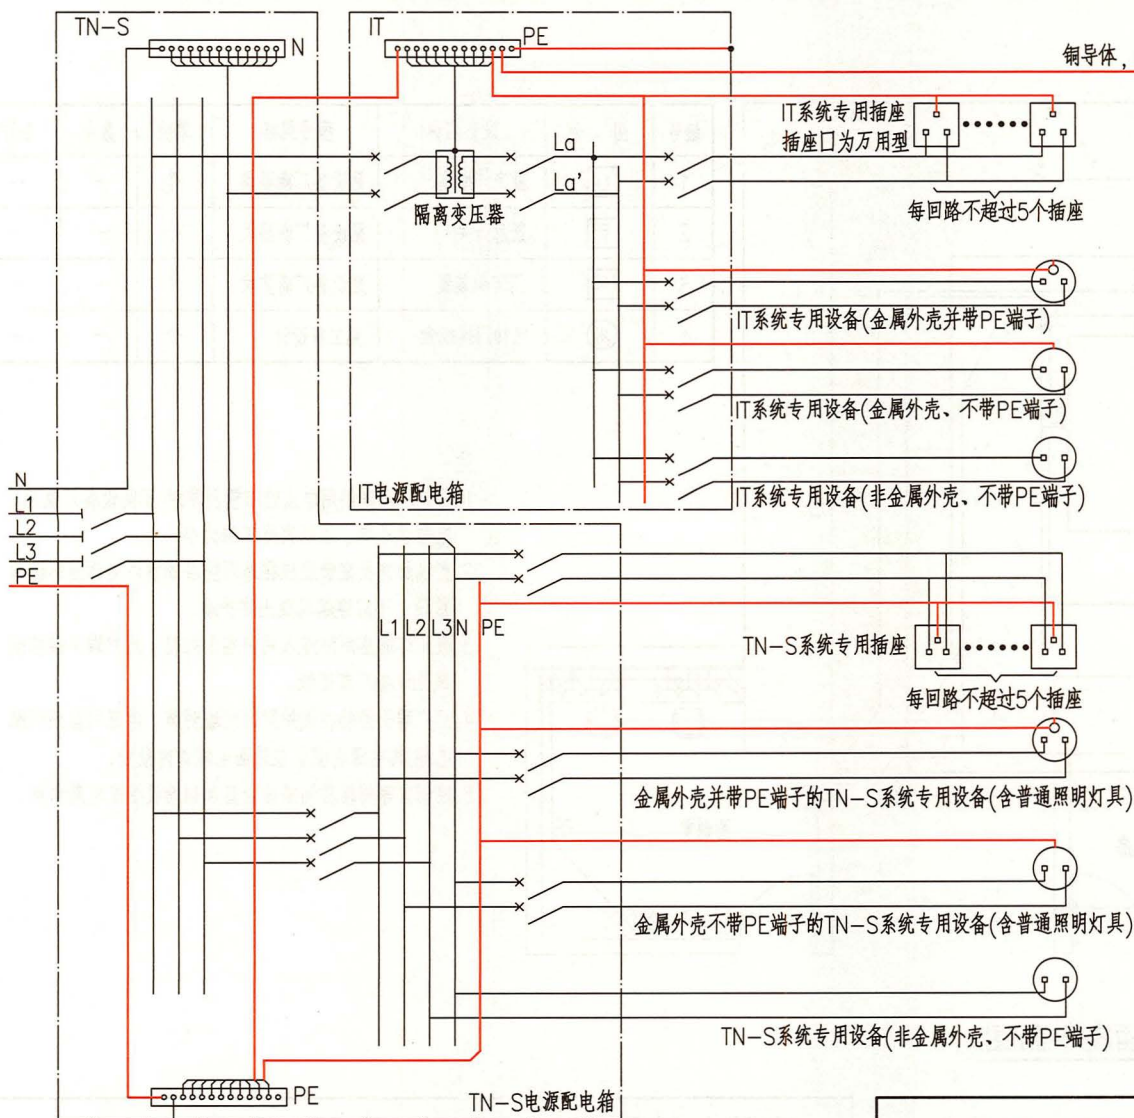 TN-S
N
IT
PE
铜导体，
IT系统专用插座
插座口为万用型
La
La'
隔离变压器
每回路不超过5个插座
IT系统专用设备(金属外壳并带PE端子)
IT系统专用设备(金属外壳、不带PE端子)
IT系统专用设备(非金属外壳、不带PE端子)
IT电源配电箱
N
L1
L2
L3
PE
L1 L2 L3 N PE
TN-S系统专用插座
每回路不超过5个插座
金属外壳并带PE端子的TN-S系统专用设备(含普通照明灯具)
金属外壳不带PE端子的TN-S系统专用设备(含普通照明灯具)
TN-S系统专用设备(非金属外壳、不带PE端子)
PE
TN-S电源配电箱